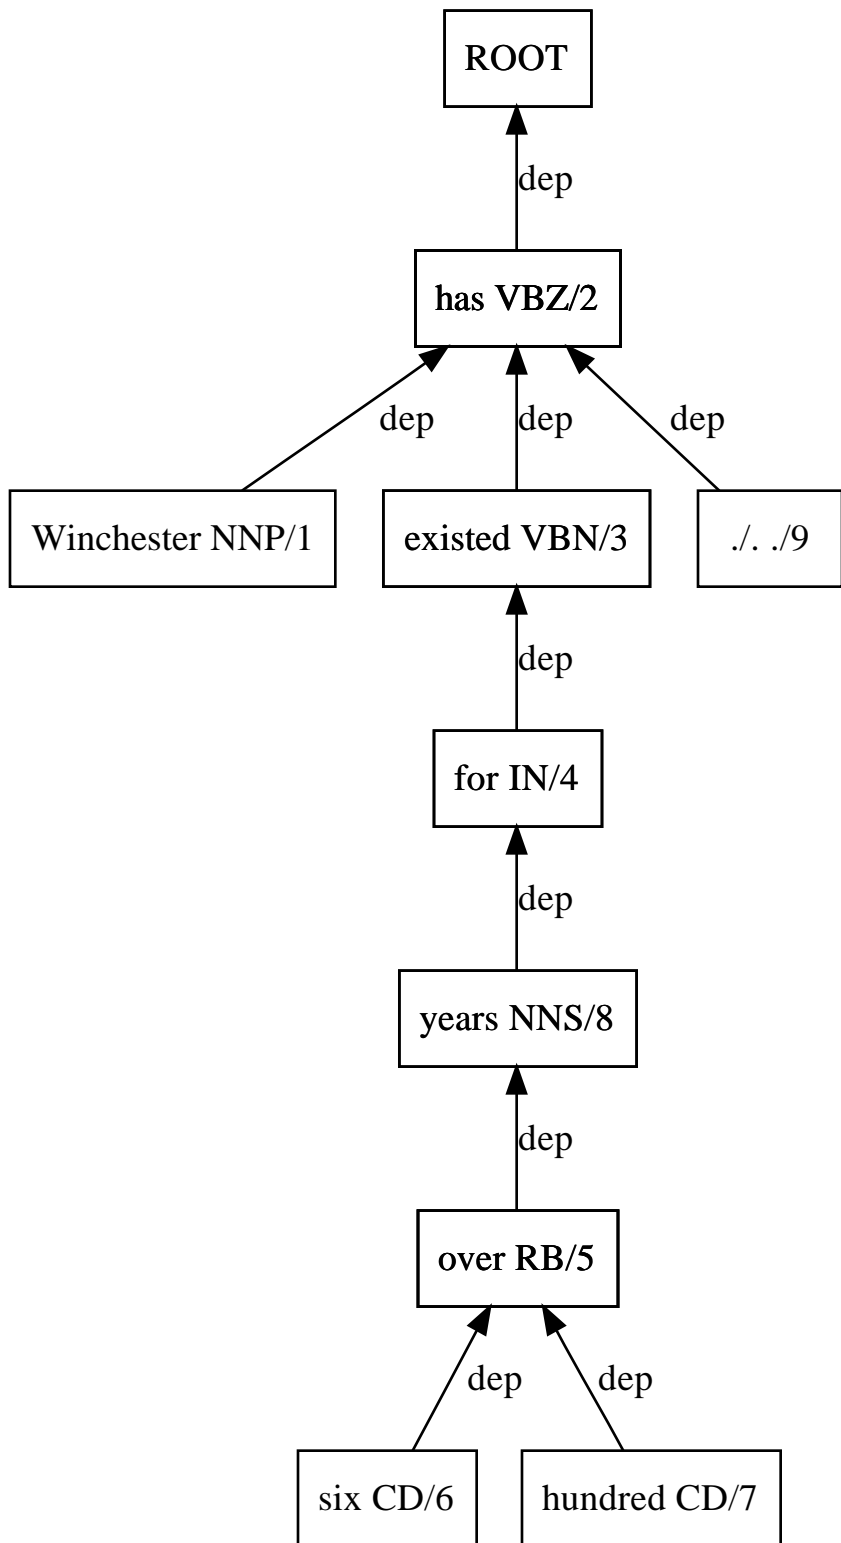 ROOT
dep
has VBZ/2
dep dep dep
Winchester NNP/1 existed VBN/3 ./. ./9
dep
for IN/4
dep
years NNS/8
dep
over RB/5
dep dep
six CD/6 hundred CD/7